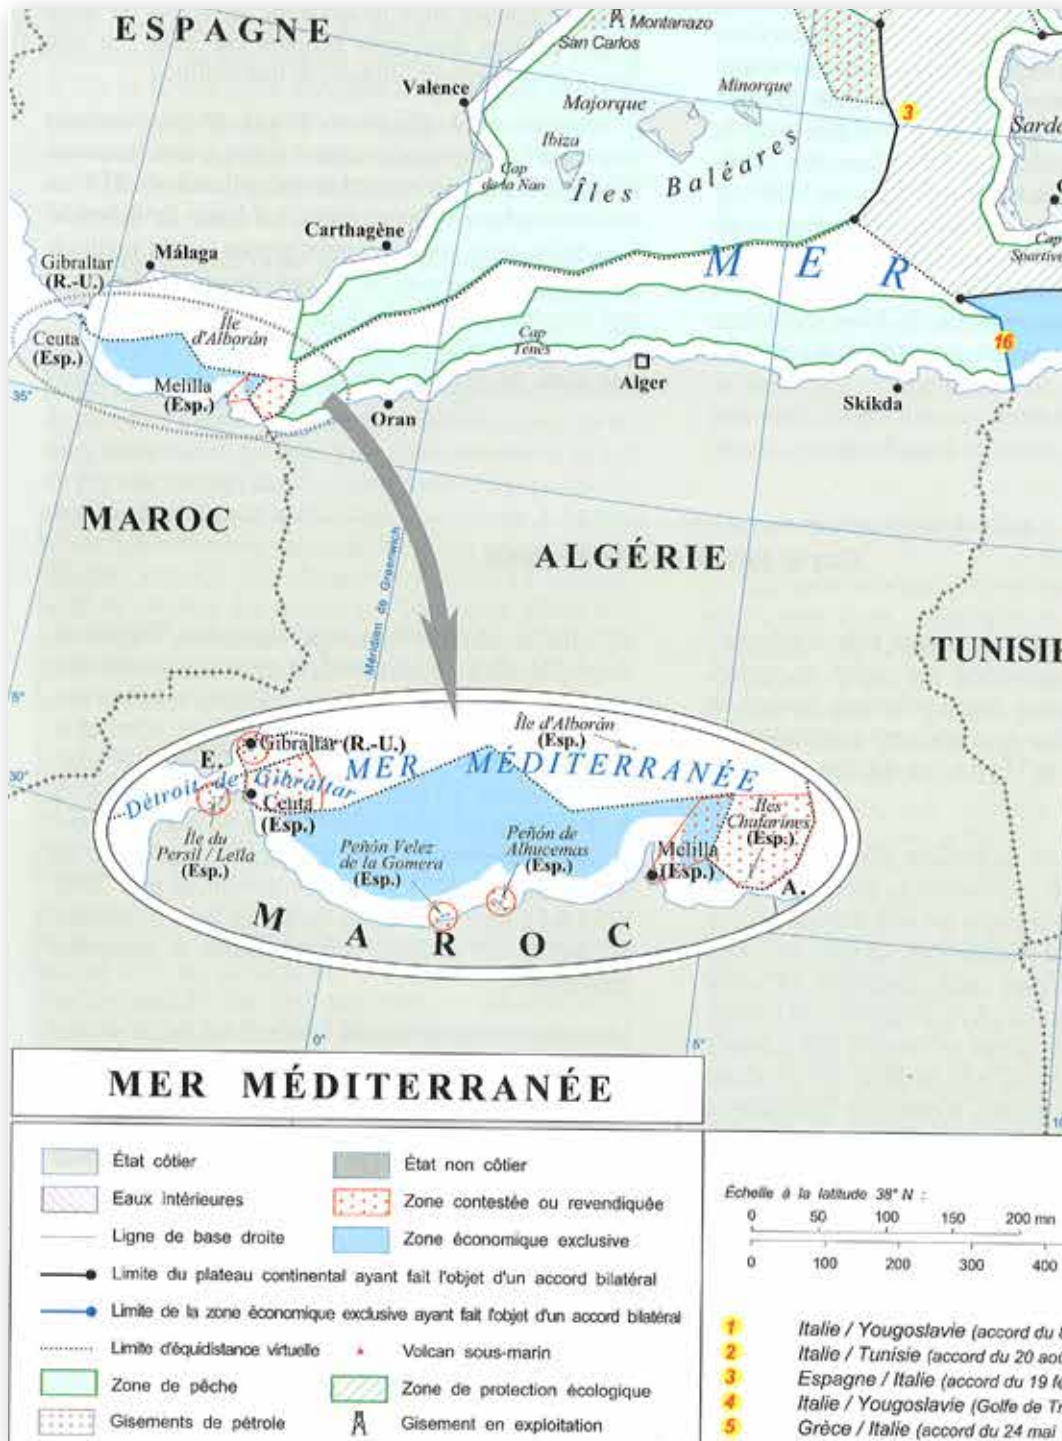 ESPAGNE
Montanazo
San Carlos
Valence
Majorque
Minorque
3
Ibiza
Sarda
Cap
de la Nao
Îles Baléares
Carthagène
Cap
Spartive
Málaga
Gibraltar
(R.-U.)
MER
Île
d'Alborán
Ceuta
(Esp.)
Cap
Ténès
16
Melilla
(Esp.)
Alger
35°
Oran
Skikda
MAROC
ALGÉRIE
Méridien de Greenwich
TUNISIE
5°
30°
Île d'Alborán
(Esp.)
E.
Gibraltar (R.-U.)
MER MÉDITERRANÉE
Détroit de Gibraltar
Ceuta
(Esp.)
Îles
Chafarines
(Esp.)
Île du
Persil / Leïla
(Esp.)
Peñón Velez
de la Gomera
(Esp.)
Peñón de
Alhucemas
(Esp.)
Melilla
(Esp.)
A.
MAROC
0°
5°
MER MÉDITERRANÉE
État côtier
État non côtier
Eaux intérieures
Zone contestée ou revendiquée
Ligne de base droite
Zone économique exclusive
Limite du plateau continental ayant fait l'objet d'un accord bilatéral
Limite de la zone économique exclusive ayant fait l'objet d'un accord bilatéral
Limite d'équidistance virtuelle
Volcan sous-marin
Zone de pêche
Zone de protection écologique
Gisements de pétrole
Gisement en exploitation
Échelle à la latitude 38° N :
0 50 100 150 200 mn
0 100 200 300 400
1 Italie / Yougoslavie (accord du
2 Italie / Tunisie (accord du 20 aoû
3 Espagne / Italie (accord du 19 fé
4 Italie / Yougoslavie (Golfe de Tr
5 Grèce / Italie (accord du 24 mai